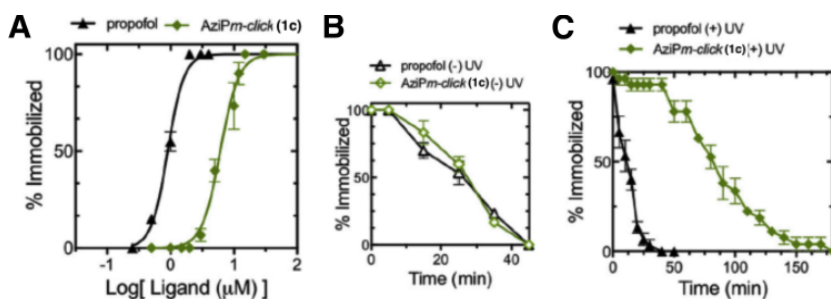 A
propofol
AziPm-click (1c)
% Immobilized
100
50
0
-1
0
1
2
Log[ Ligand (μM) ]
B
propofol (-) UV
AziPm-click (1c) (-) UV
% Immobilized
100
50
0
0
20
40
Time (min)
C
propofol (+) UV
AziPm-click (1c) (+) UV
% Immobilized
100
50
0
0
50
100
150
Time (min)